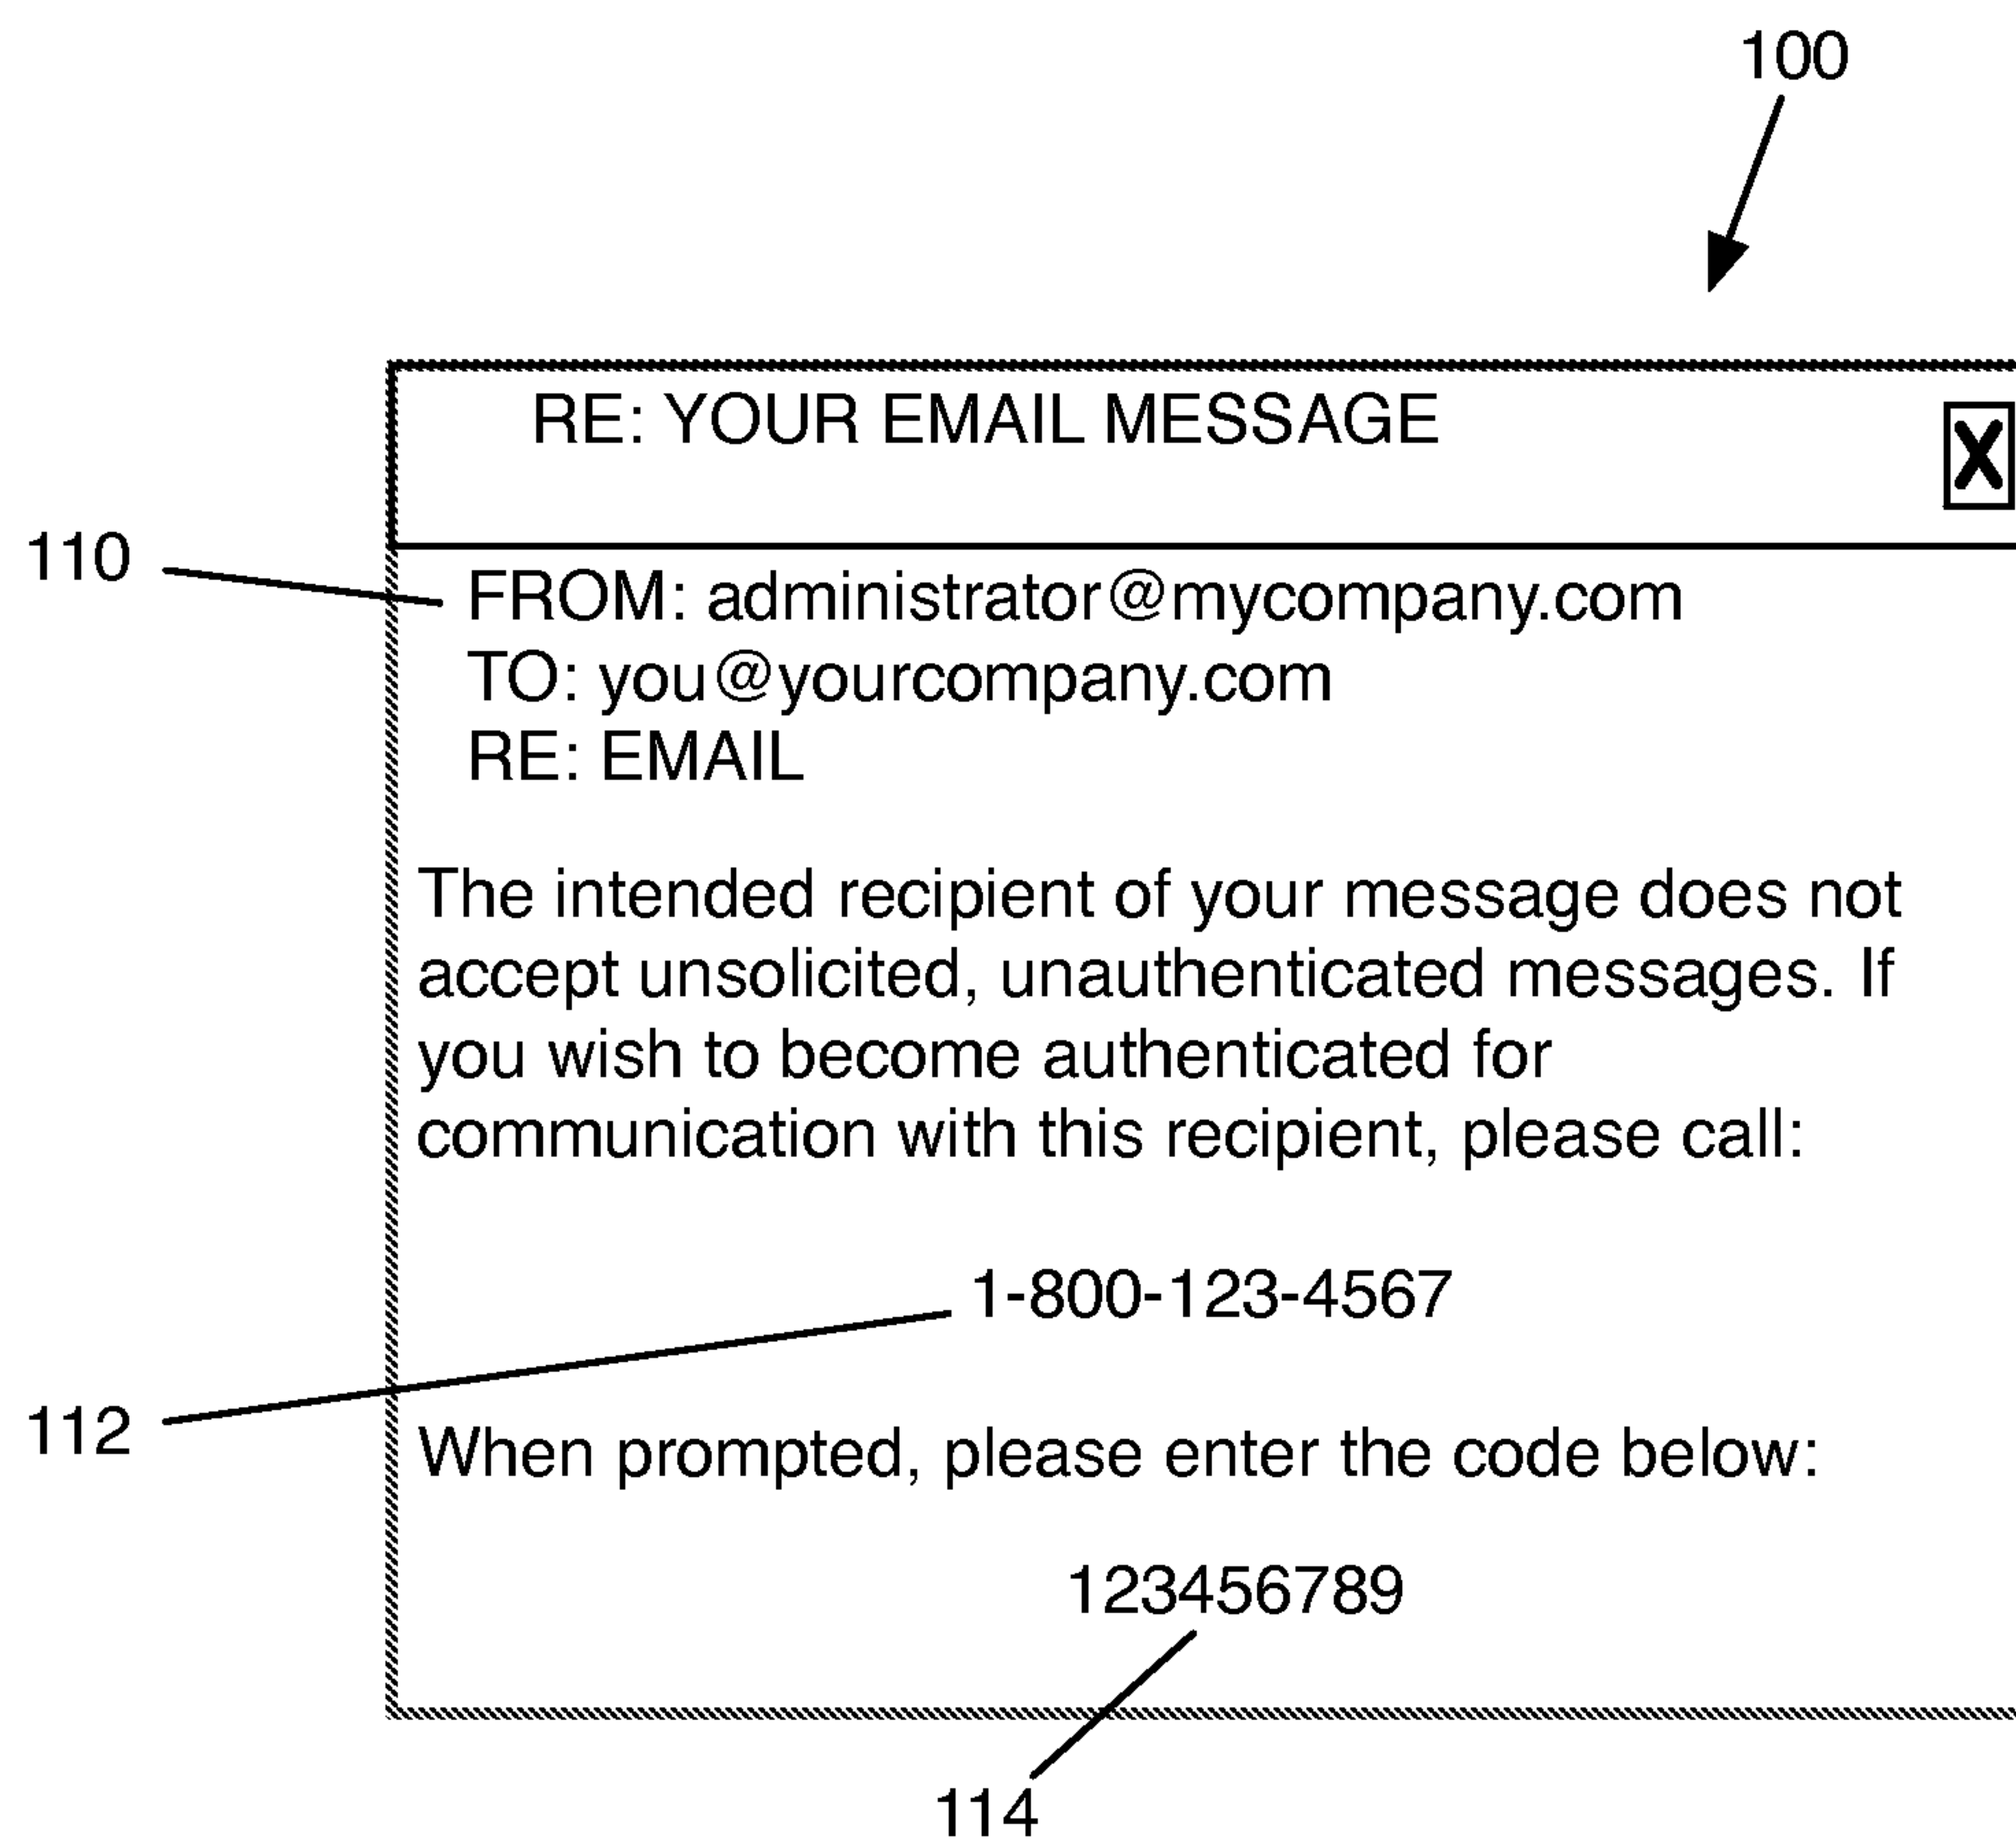 100
RE: YOUR EMAIL MESSAGE
X
110
FROM: administrator@mycompany.com
TO: you@yourcompany.com
RE: EMAIL
The intended recipient of your message does not
accept unsolicited, unauthenticated messages. If
you wish to become authenticated for
communication with this recipient, please call:
1-800-123-4567
112
When prompted, please enter the code below:
123456789
114